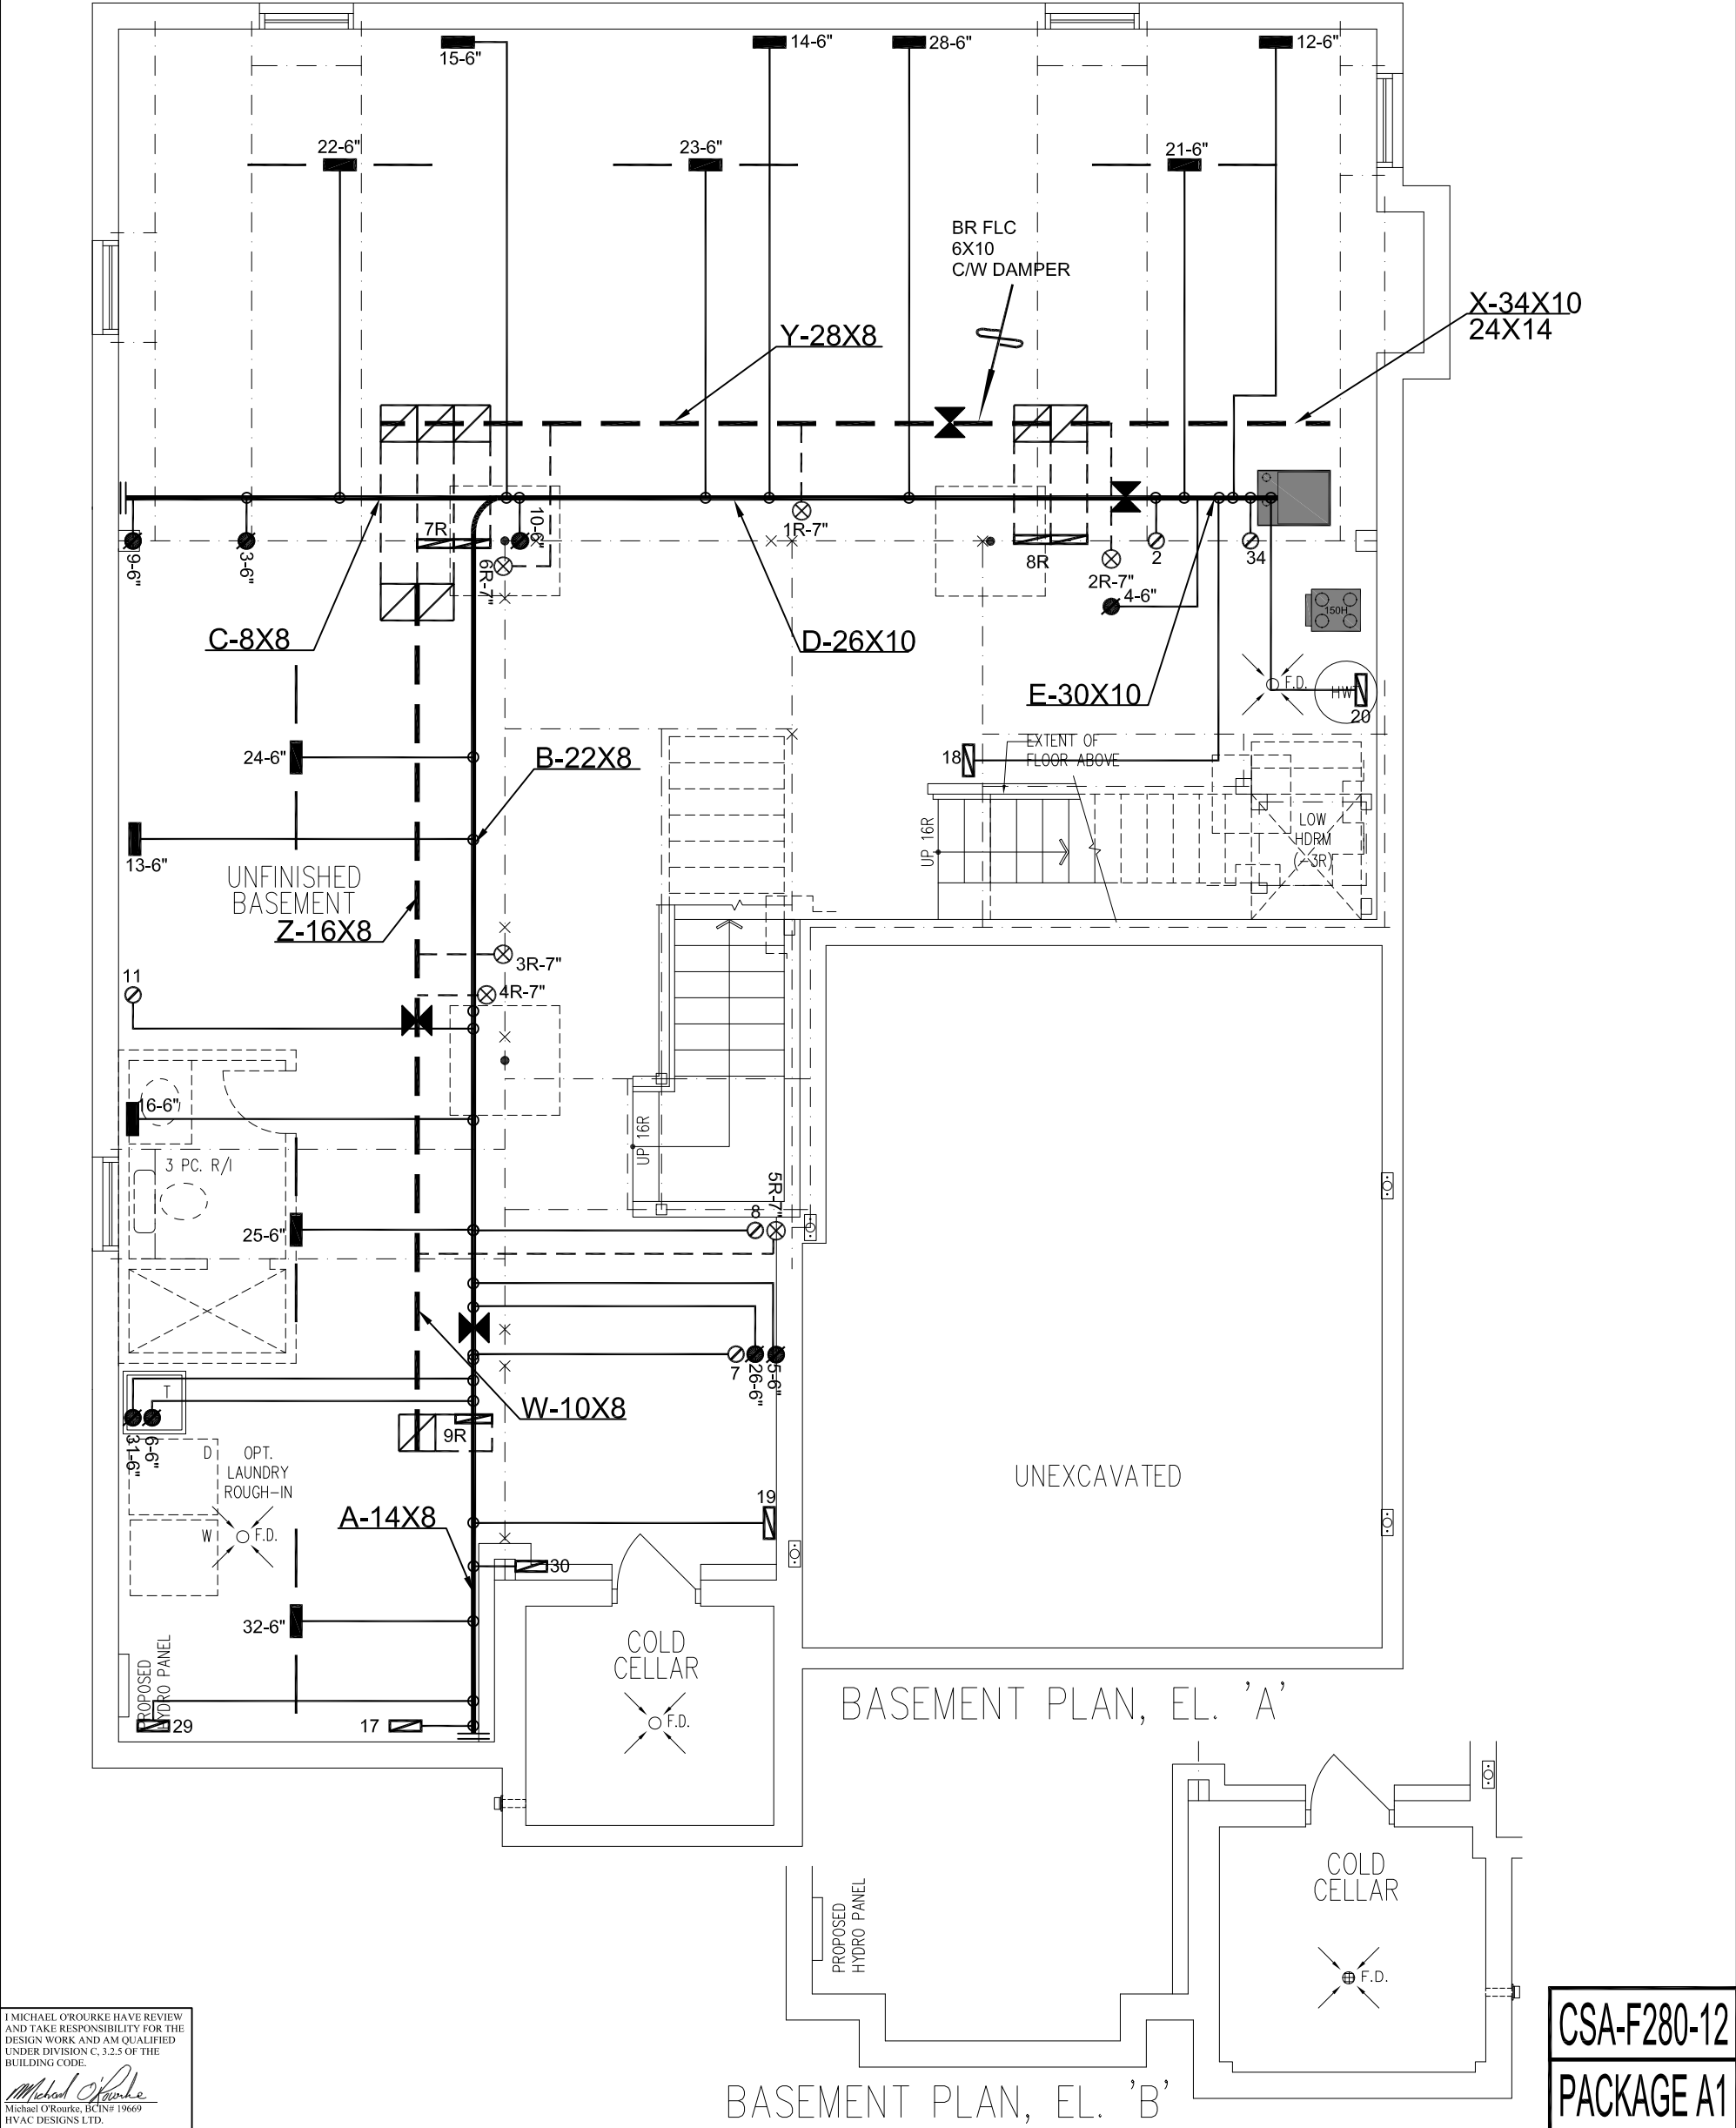 15-6"
14-6"
28-6"
12-6"
22-6"
23-6"
21-6"
BR FLC
6X10
C/W DAMPER
X-34X10
24X14
Y-28X8
7R
10-6"
1R-7"
8R
2R-7"
2
34
9-6"
3-6"
6R-7"
4-6"
150H
C-8X8
D-26X10
E-30X10
F.D.
HWT
20
24-6"
B-22X8
18
EXTENT OF
FLOOR ABOVE
13-6"
UP 16R
LOW
HDRM
(-3R)
UNFINISHED
BASEMENT
Z-16X8
3R-7"
11
4R-7"
16-6"
UP 16R
3 PC. R/I
5R-7"
8
25-6"
7
26-6"
5-6"
T
W-10X8
31-6"
6-6"
9R
D
OPT.
LAUNDRY
ROUGH-IN
UNEXCAVATED
19
A-14X8
W
F.D.
30
32-6"
COLD
CELLAR
PROPOSED
HYDRO PANEL
F.D.
29
17
BASEMENT PLAN, EL. 'A'
COLD
CELLAR
PROPOSED
HYDRO PANEL
F.D.
BASEMENT PLAN, EL. 'B'
I MICHAEL O'ROURKE HAVE REVIEW
AND TAKE RESPONSIBILITY FOR THE
DESIGN WORK AND AM QUALIFIED
UNDER DIVISION C, 3.2.5 OF THE
BUILDING CODE.
Michael O'Rourke
Michael O'Rourke, BCIN# 19669
HVAC DESIGNS LTD.
CSA-F280-12
PACKAGE A1